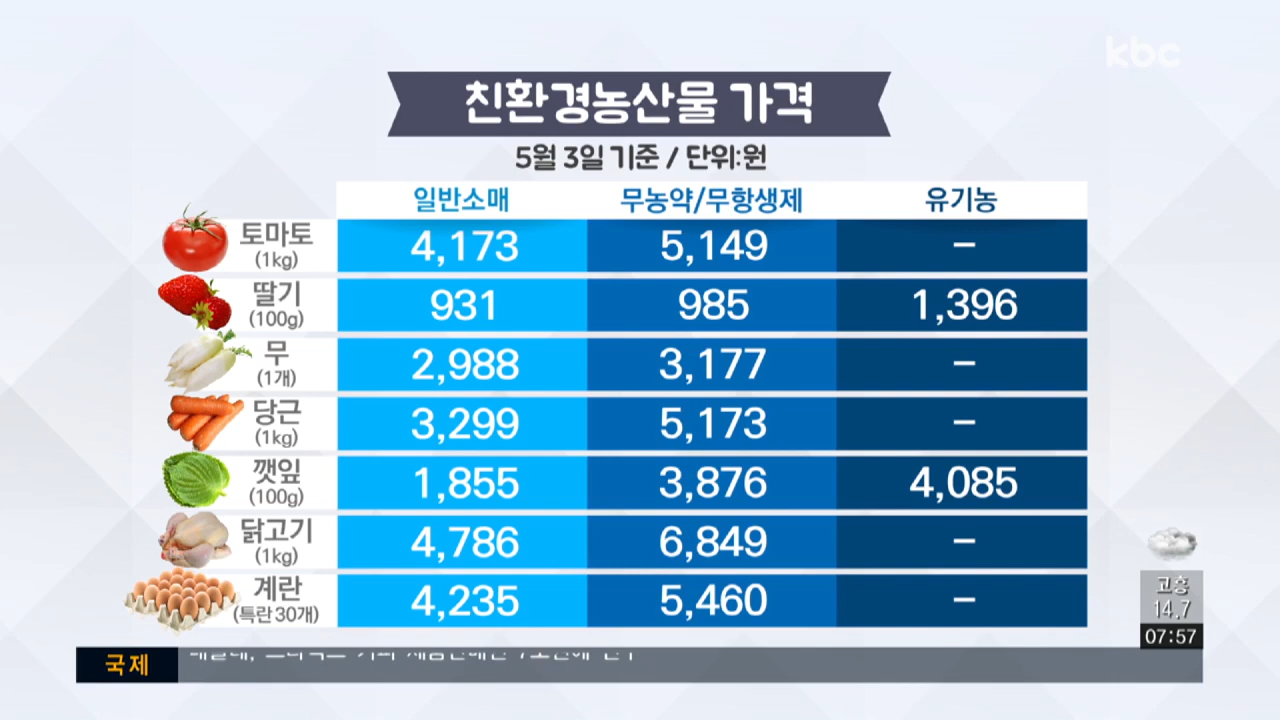 kbc
친환경농산물 가격
5월 3일 기준 / 단위:원
일반소매 무농약/무항생제 유기농
토마토 4,173 5,149 –
(1kg)
딸기 931 985 1,396
(100g)
무 2,988 3,177 –
(1개)
당근 3,299 5,173 –
(1kg)
깻잎 1,855 3,876 4,085
(100g)
닭고기 4,786 6,849 –
(1kg)
계란 4,235 5,460 –
(특란 30개)
고흥
14.7
07:57
국제